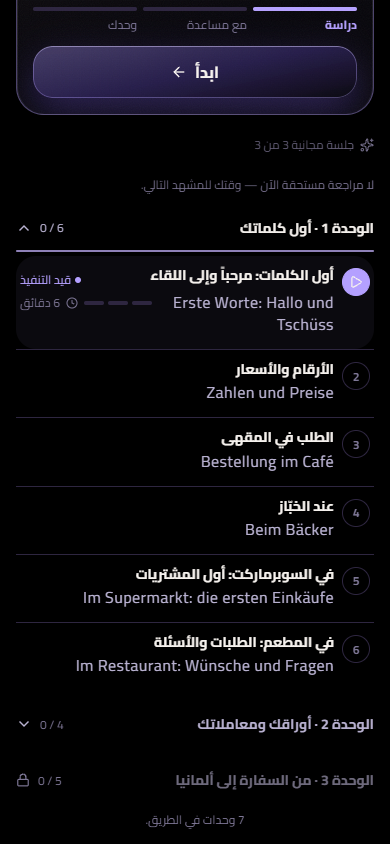 دراسة
مع مساعدة
وحدك
ابدأ ←
جلسة مجانية 3 من 3
لا مراجعة مستحقة الآن — وقتك للمشهد التالي.
الوحدة 1 · أول كلماتك
0 / 6
أول الكلمات: مرحباً وإلى اللقاء
قيد التنفيذ
Erste Worte: Hallo und
Tschüss
6 دقائق
2
الأرقام والأسعار
Zahlen und Preise
3
الطلب في المقهى
Bestellung im Café
4
عند الخبّاز
Beim Bäcker
5
في السوبرماركت: أول المشتريات
Im Supermarkt: die ersten Einkäufe
6
في المطعم: الطلبات والأسئلة
Im Restaurant: Wünsche und Fragen
الوحدة 2 · أوراقك ومعاملاتك
0 / 4
الوحدة 3 · من السفارة إلى ألمانيا
0 / 5
7 وحدات في الطريق.